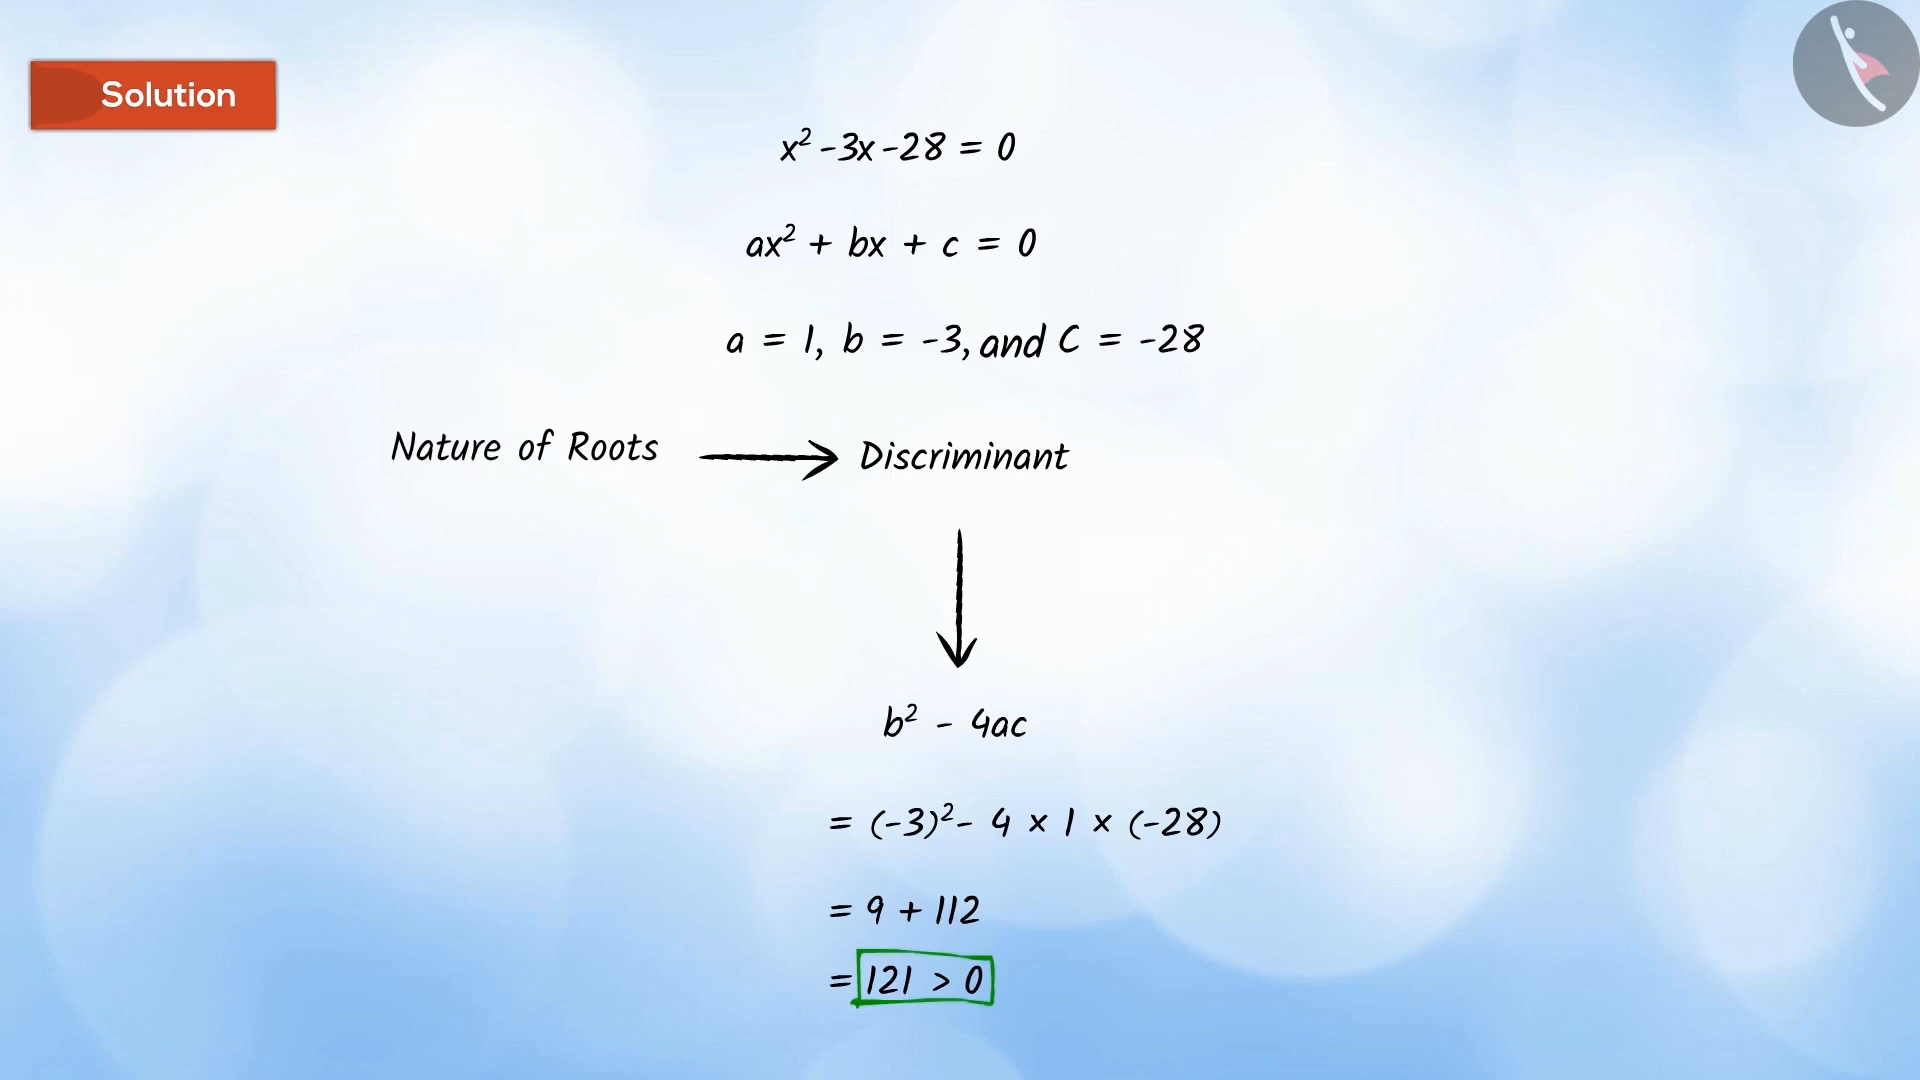 Solution
x² -3x -28 = 0
ax² + bx + c = 0
a = 1, b = -3, and C = -28
Nature of Roots → Discriminant
↓
b² - 4ac
= (-3)² - 4 × 1 × (-28)
= 9 + 112
= 121 > 0